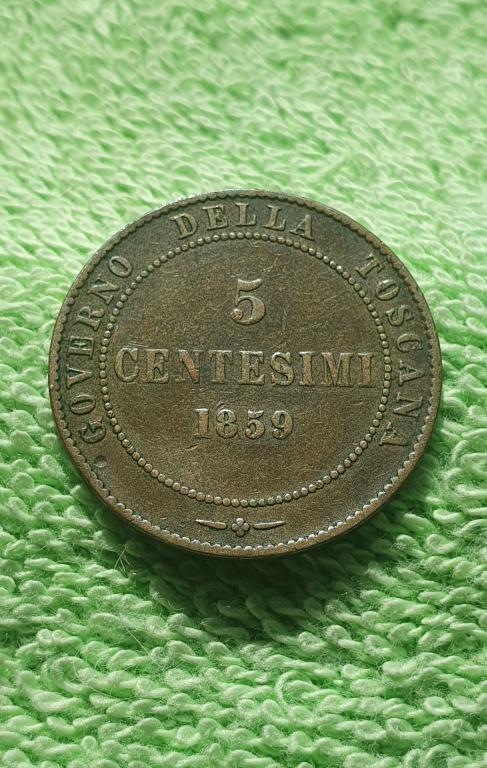 GOVERNO DELLA TOSCANA
5
CENTESIMI
1859